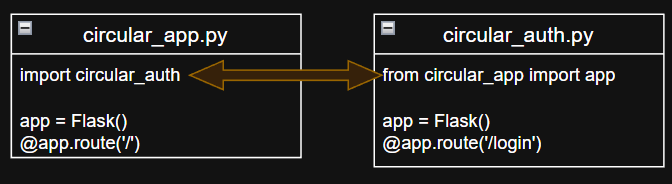 circular_app.py
import circular_auth
app = Flask()
@app.route('/')
circular_auth.py
from circular_app import app
app = Flask()
@app.route('/login')